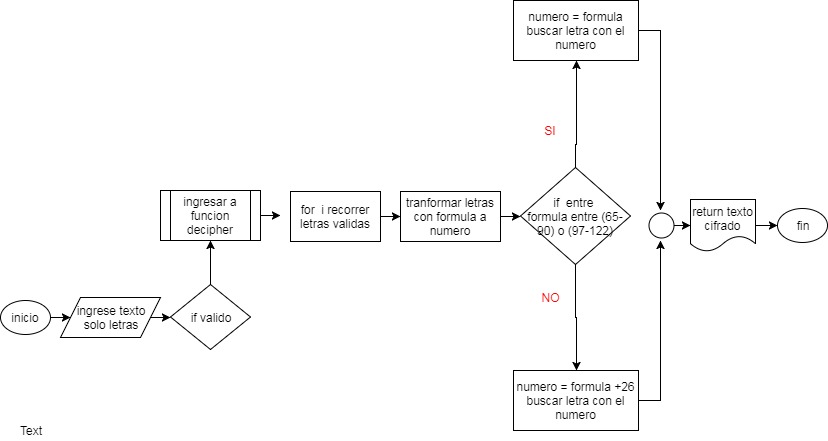 inicio
ingrese texto
solo letras
if valido
ingresar a
funcion
decipher
for i recorrer
letras validas
tranformar letras
con formula a
numero
if entre
formula entre (65-
90) o (97-122)
SI
numero = formula
buscar letra con el
numero
NO
numero = formula +26
buscar letra con el
numero
return texto
cifrado
fin
Text